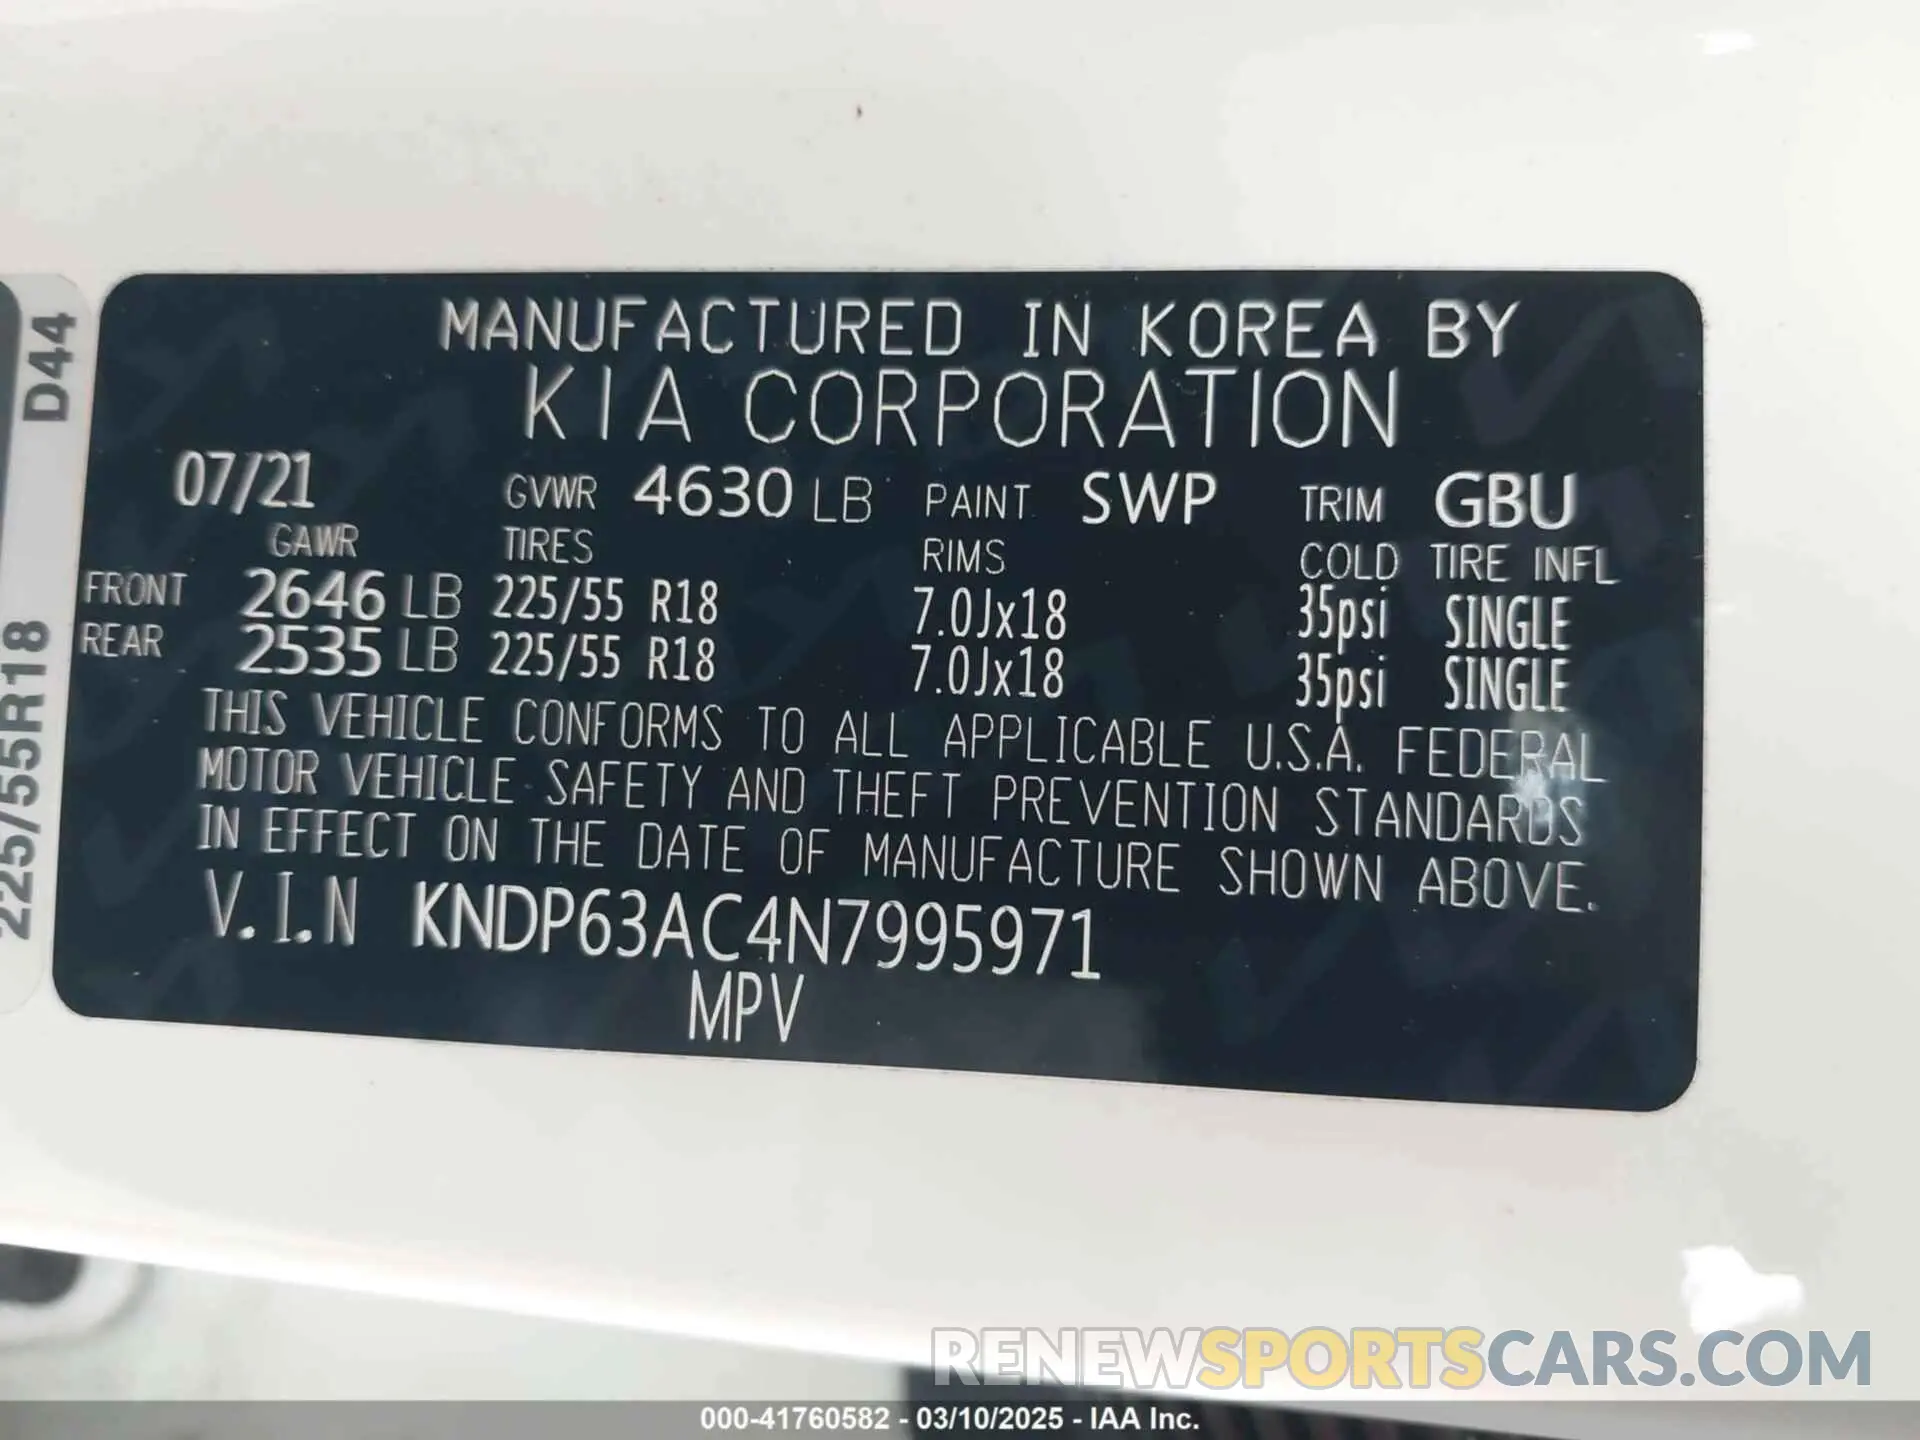 MANUFACTURED IN KOREA BY
KIA CORPORATION
07/21 GVWR 4630 LB PAINT SWP TRIM GBU
GAWR TIRES RIMS COLD TIRE INFL
FRONT 2646 LB 225/55 R18 7.0Jx18 35psi SINGLE
REAR 2535 LB 225/55 R18 7.0Jx18 35psi SINGLE
THIS VEHICLE CONFORMS TO ALL APPLICABLE U.S.A. FEDERAL
MOTOR VEHICLE SAFETY AND THEFT PREVENTION STANDARDS
IN EFFECT ON THE DATE OF MANUFACTURE SHOWN ABOVE.
V.I.N KNDP63AC4N7995971
MPV
225/55R18 D44
RENEWSPORTSCARS.COM
000-41760582 - 03/10/2025 - IAA Inc.